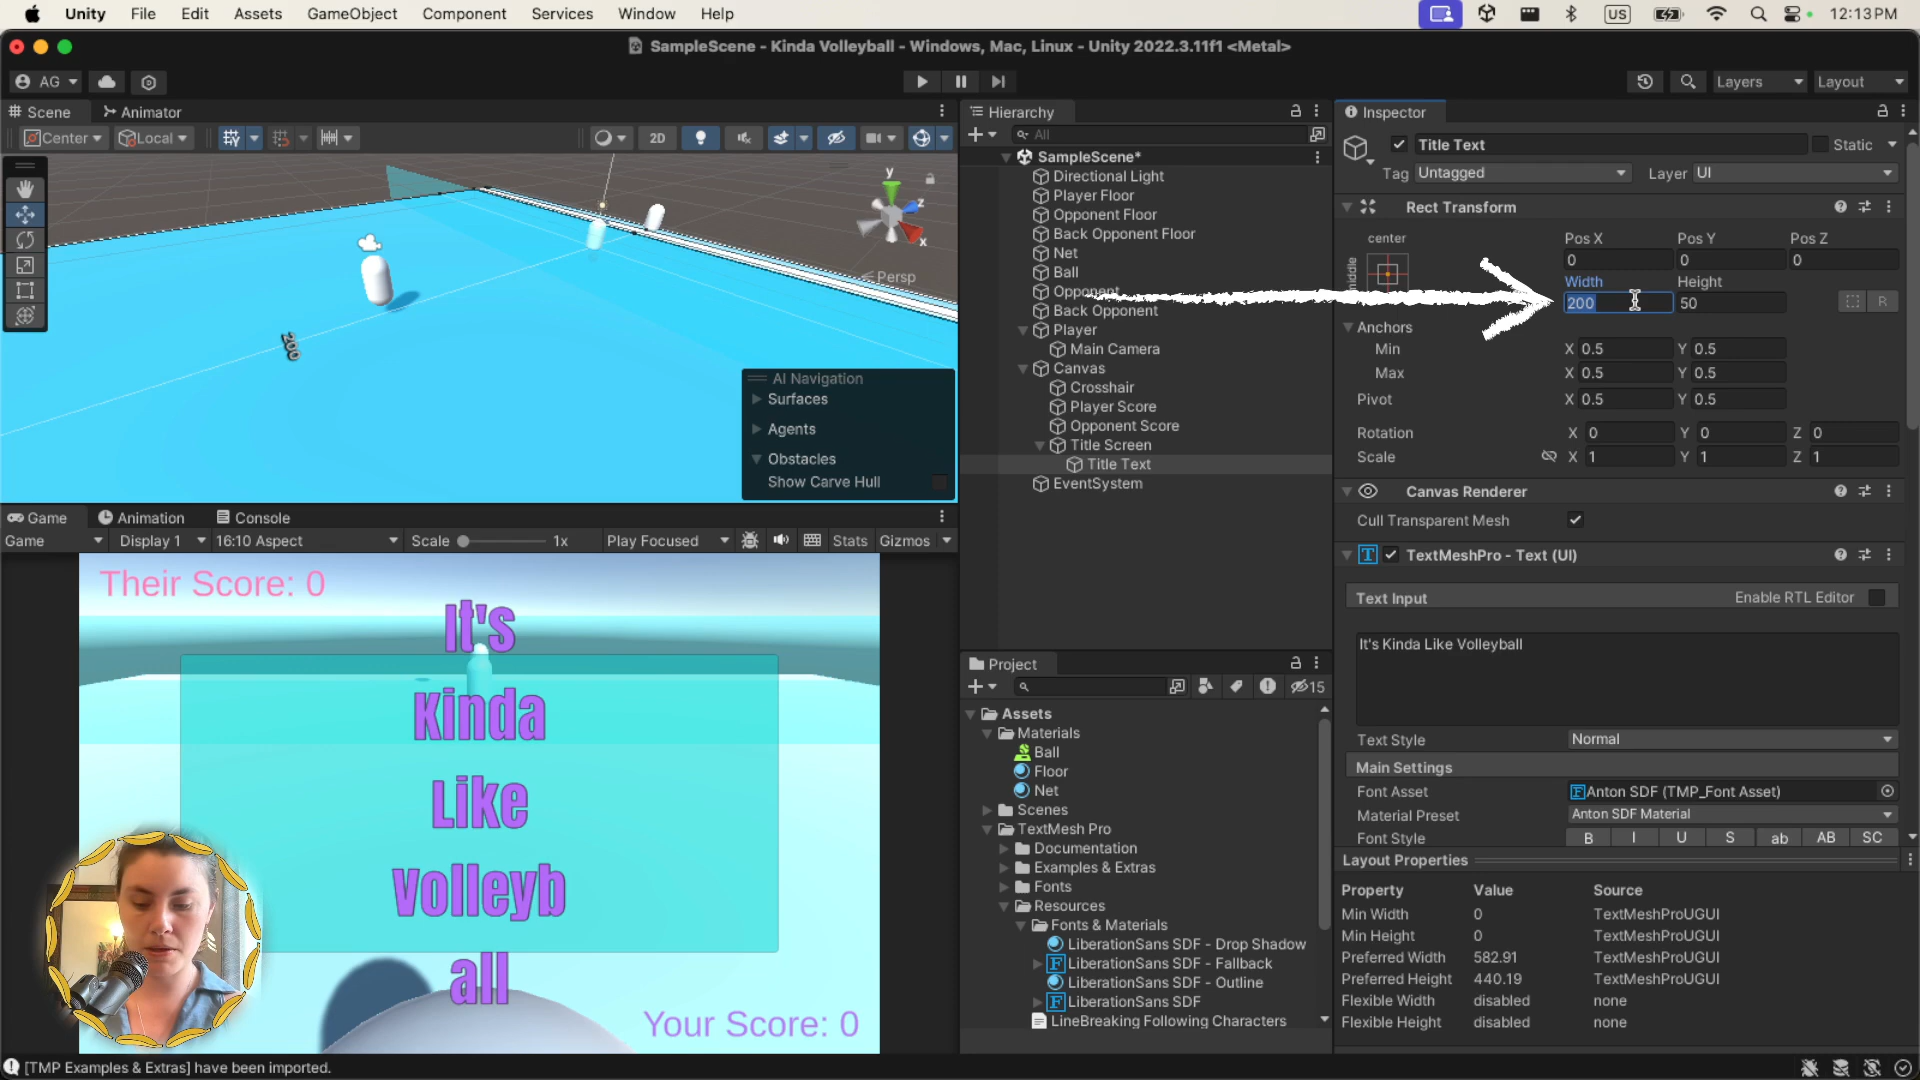 Unity File Edit Assets GameObject Component Services Window Help US 12:13 PM
SampleScene - Kinda Volleyball - Windows, Mac, Linux - Unity 2022.3.11f1 <Metal>
AG Layers Layout
Scene Animator
Center Local 2D
y
z
x
Persp
200
AI Navigation
Surfaces
Agents
Obstacles
Show Carve Hull
Game Animation Console
Game Display 1 16:10 Aspect Scale 1x Play Focused Stats Gizmos
Their Score: 0
It's
Kinda
Like
Volleyb
all
Your Score: 0
[TMP Examples & Extras] have been imported.
Hierarchy
All
SampleScene*
Directional Light
Player Floor
Opponent Floor
Back Opponent Floor
Net
Ball
Opponent
Back Opponent
Player
Main Camera
Canvas
Crosshair
Player Score
Opponent Score
Title Screen
Title Text
EventSystem
Project
15
Assets
Materials
Ball
Floor
Net
Scenes
TextMesh Pro
Documentation
Examples & Extras
Fonts
Resources
Fonts & Materials
LiberationSans SDF - Drop Shadow
LiberationSans SDF - Fallback
LiberationSans SDF - Outline
LiberationSans SDF
LineBreaking Following Characters
Inspector
Title Text Static
Tag Untagged Layer UI
Rect Transform
center Pos X Pos Y Pos Z
middle 0 0 0
Width Height
200 50 R
Anchors
Min X 0.5 Y 0.5
Max X 0.5 Y 0.5
Pivot X 0.5 Y 0.5
Rotation X 0 Y 0 Z 0
Scale X 1 Y 1 Z 1
Canvas Renderer
Cull Transparent Mesh
TextMeshPro - Text (UI)
Text Input Enable RTL Editor
It's Kinda Like Volleyball
Text Style Normal
Main Settings
Font Asset Anton SDF (TMP_Font Asset)
Material Preset Anton SDF Material
Font Style B I U S ab AB SC
Layout Properties
Property Value Source
Min Width 0 TextMeshProUGUI
Min Height 0 TextMeshProUGUI
Preferred Width 582.91 TextMeshProUGUI
Preferred Height 440.19 TextMeshProUGUI
Flexible Width disabled none
Flexible Height disabled none